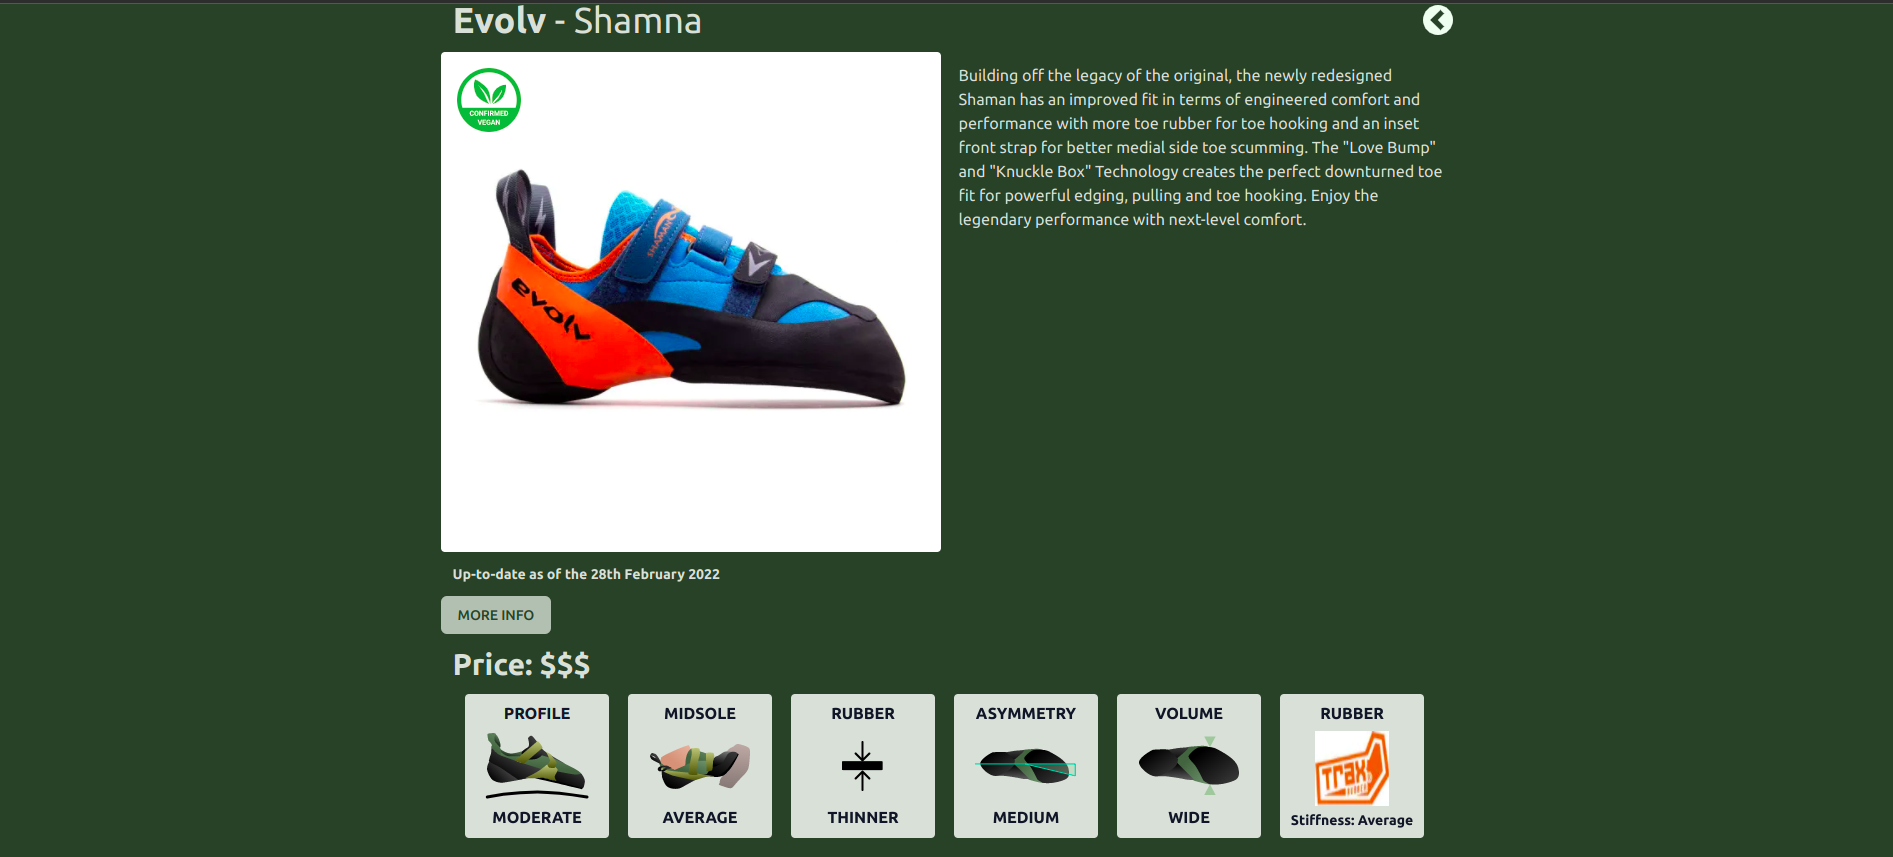 Evolv - Shamna
CONFIRMED
VEGAN
SHAMAN
evolv
Building off the legacy of the original, the newly redesigned
Shaman has an improved fit in terms of engineered comfort and
performance with more toe rubber for toe hooking and an inset
front strap for better medial side toe scumming. The "Love Bump"
and "Knuckle Box" Technology creates the perfect downturned toe
fit for powerful edging, pulling and toe hooking. Enjoy the
legendary performance with next-level comfort.
Up-to-date as of the 28th February 2022
MORE INFO
Price: $$$
PROFILE
MODERATE
MIDSOLE
AVERAGE
RUBBER
THINNER
ASYMMETRY
MEDIUM
VOLUME
WIDE
RUBBER
Trax
Stiffness: Average